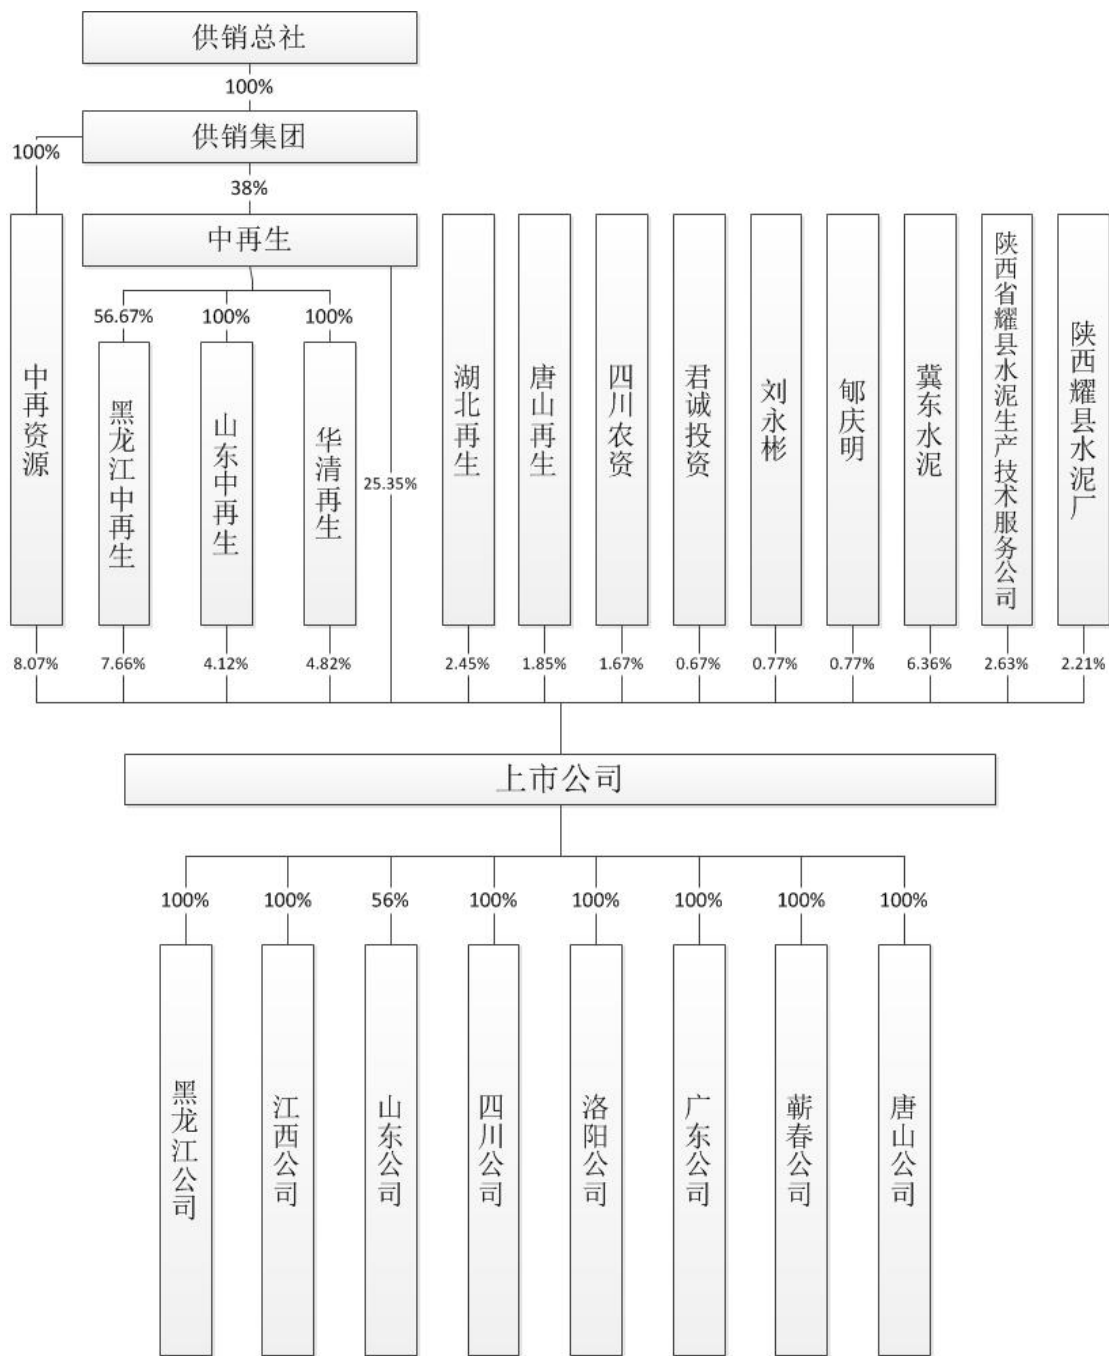 供销总社
100%
供销集团
100%
38%
中再生
56.67%
100%
100%
中再资源
黑龙江中再生
山东中再生
华清再生
25.35%
湖北再生
唐山再生
四川农资
君诚投资
刘永彬
郇庆明
冀东水泥
陕西省耀县水泥生产技术服务公司
陕西耀县水泥厂
8.07%
7.66%
4.12%
4.82%
2.45%
1.85%
1.67%
0.67%
0.77%
0.77%
6.36%
2.63%
2.21%
上市公司
100%
100%
56%
100%
100%
100%
100%
100%
黑龙江公司
江西公司
山东公司
四川公司
洛阳公司
广东公司
蕲春公司
唐山公司